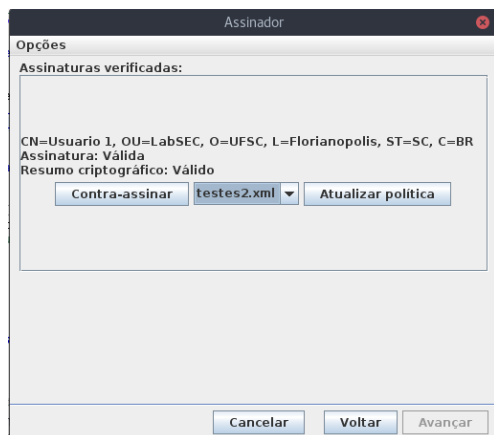 Assinador
Opções
Assinaturas verificadas:
CN=Usuario 1, OU=LabSEC, O=UFSC, L=Florianopolis, ST=SC, C=BR
Assinatura: Válida
Resumo criptográfico: Válido
Contra-assinar testes2.xml Atualizar política
Cancelar Voltar Avançar